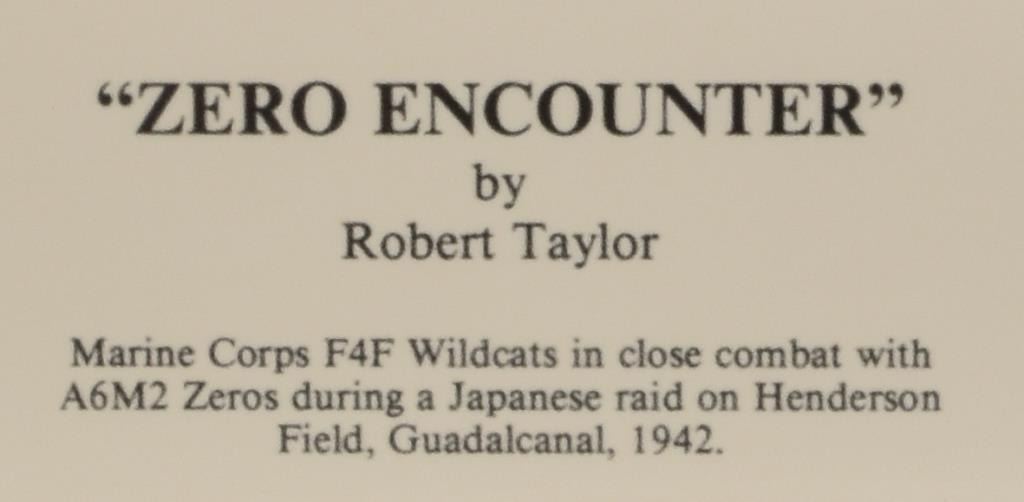 “ZERO ENCOUNTER”
by
Robert Taylor
Marine Corps F4F Wildcats in close combat with
A6M2 Zeros during a Japanese raid on Henderson
Field, Guadalcanal, 1942.